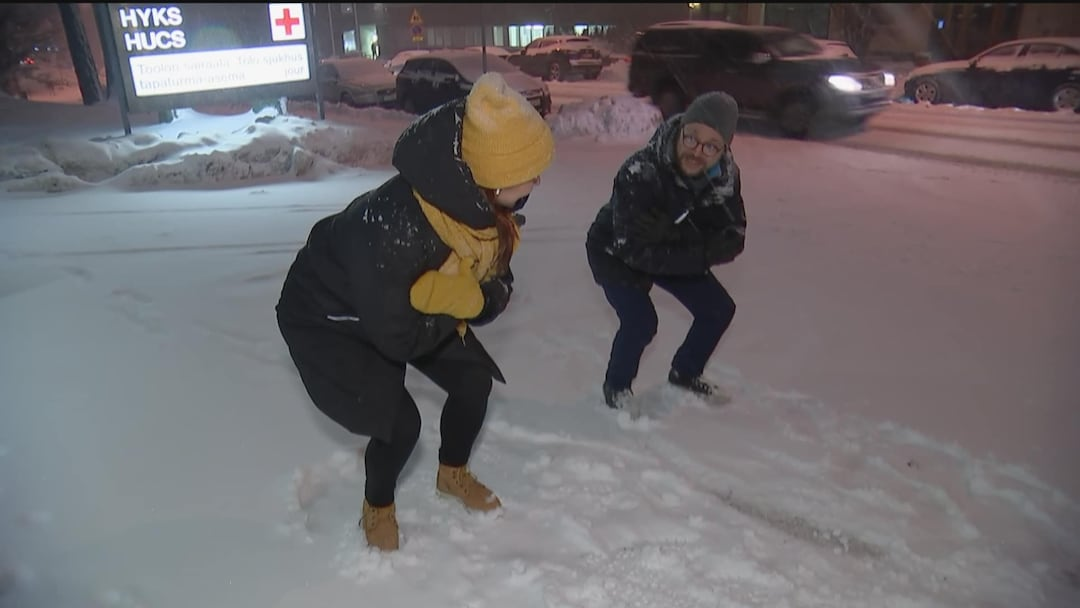 HYKS
HUCS
Töölön sairaala Tölö sjukhus
tapaturma-asema jour